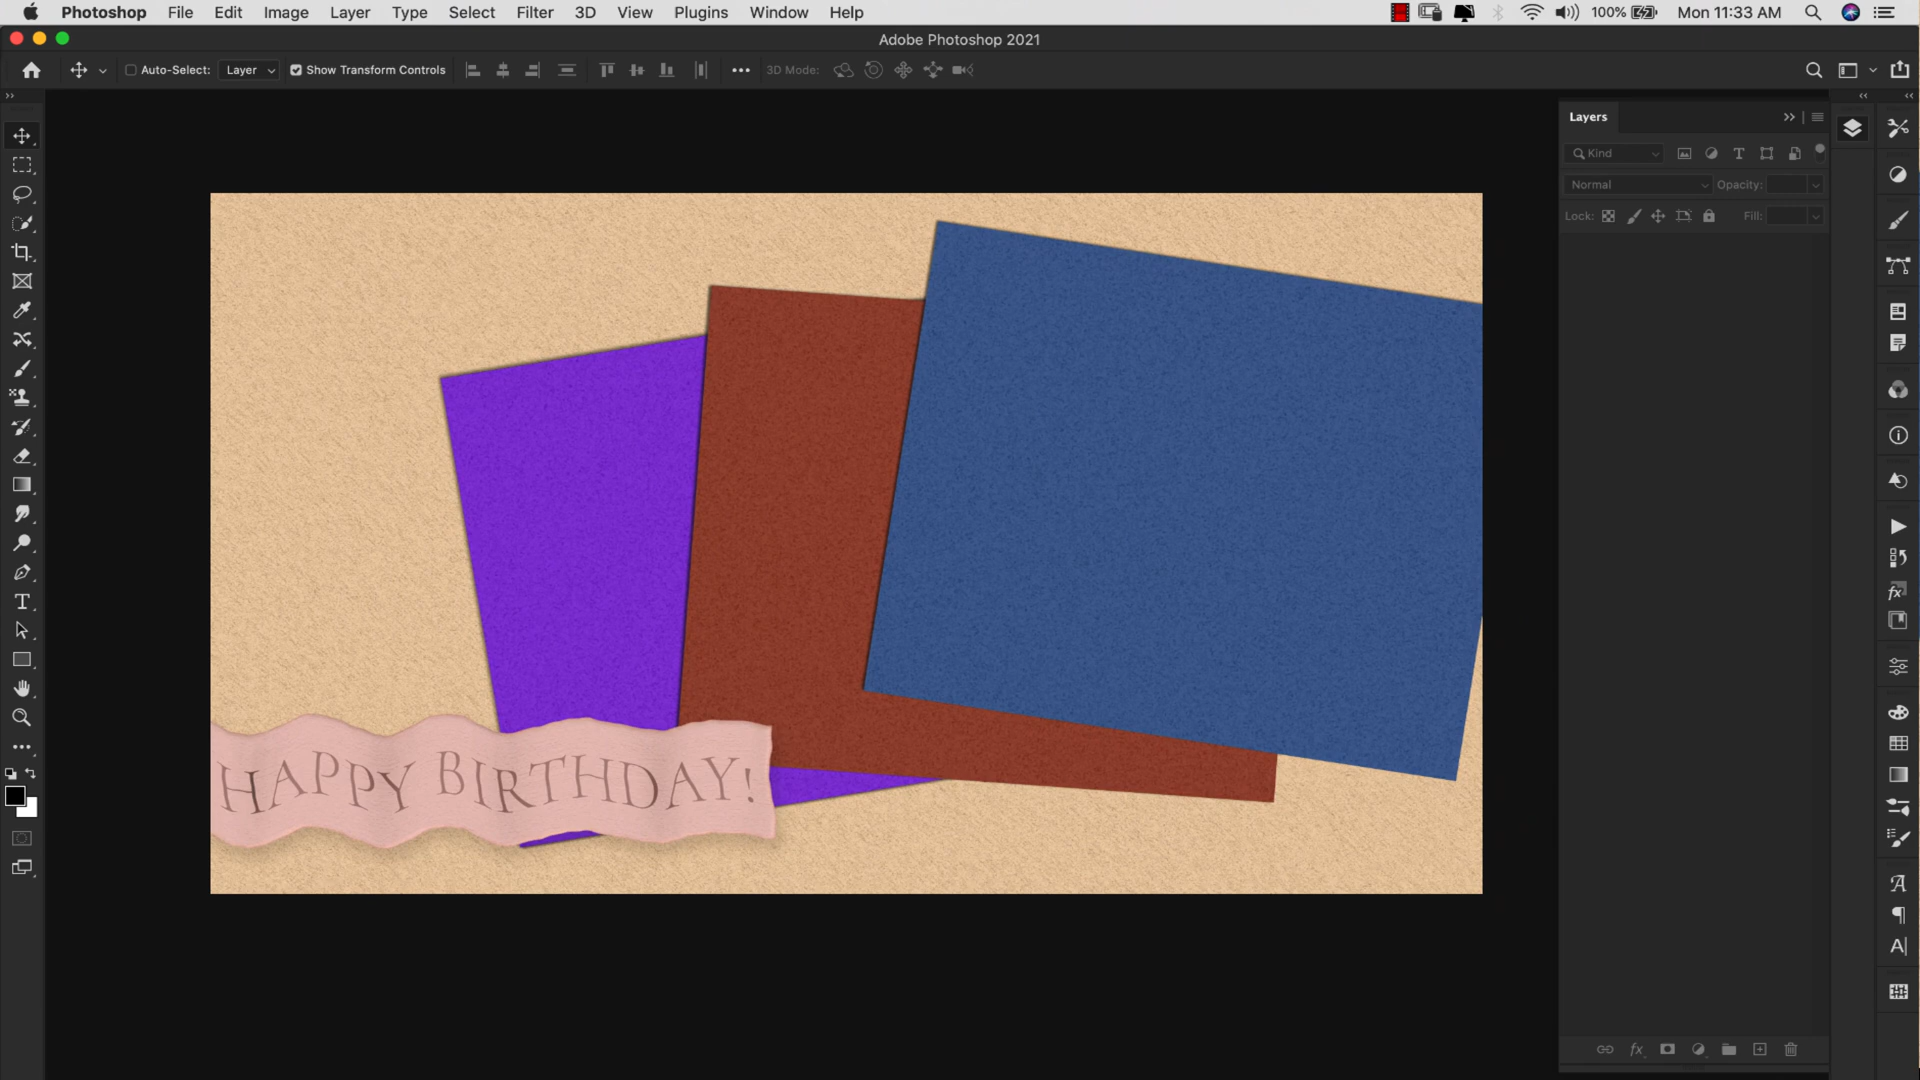 Photoshop File Edit Image Layer Type Select Filter 3D View Plugins Window Help 100% Mon 11:33 AM
Adobe Photoshop 2021
Auto-Select: Layer Show Transform Controls 3D Mode:
Layers
Kind
Normal Opacity:
Lock: Fill:
HAPPY BIRTHDAY!